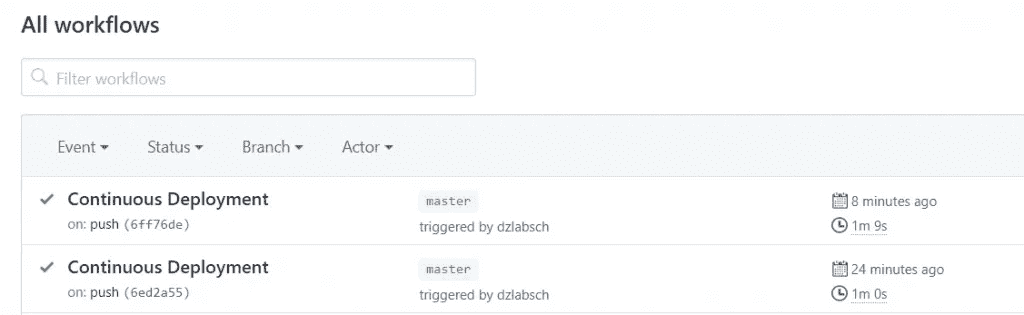 All workflows
Filter workflows
Event Status Branch Actor
Continuous Deployment master 8 minutes ago
on: push (6ff76de) triggered by dzlabsch 1m 9s
Continuous Deployment master 24 minutes ago
on: push (6ed2a55) triggered by dzlabsch 1m 0s